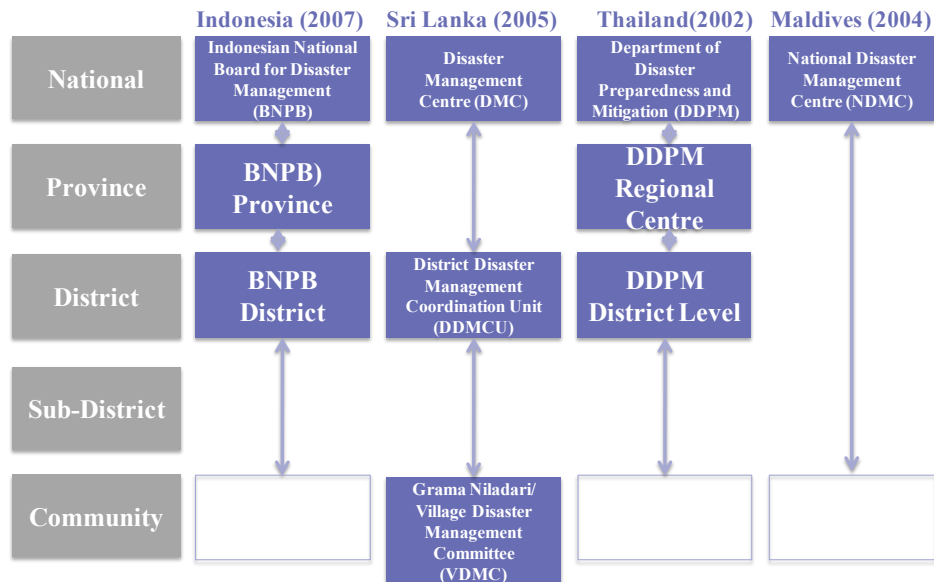 Indonesia (2007)
Sri Lanka (2005)
Thailand(2002)
Maldives (2004)
National
Indonesian National
Board for Disaster
Management
(BNPB)
Disaster
Management
Centre (DMC)
Department of
Disaster
Preparedness and
Mitigation (DDPM)
National Disaster
Management
Centre (NDMC)
Province
BNPB)
Province
DDPM
Regional
Centre
District
BNPB
District
District Disaster
Management
Coordination Unit
(DDMCU)
DDPM
District Level
Sub-District
Community
Grama Niladari/
Village Disaster
Management
Committee
(VDMC)